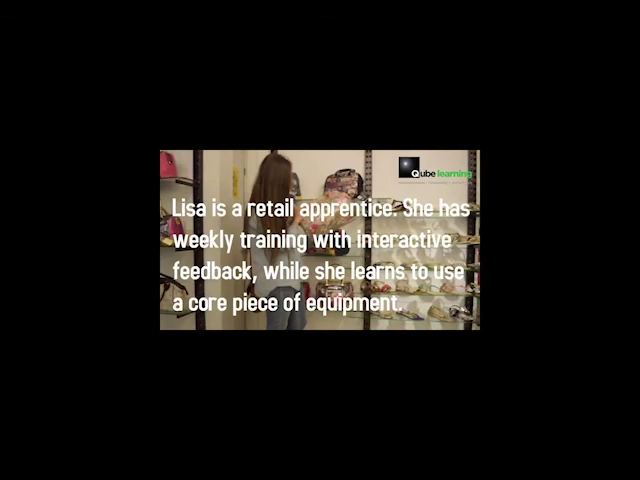 Qube learning
Lisa is a retail apprentice. She has
weekly training with interactive
feedback, while she learns to use
a core piece of equipment.